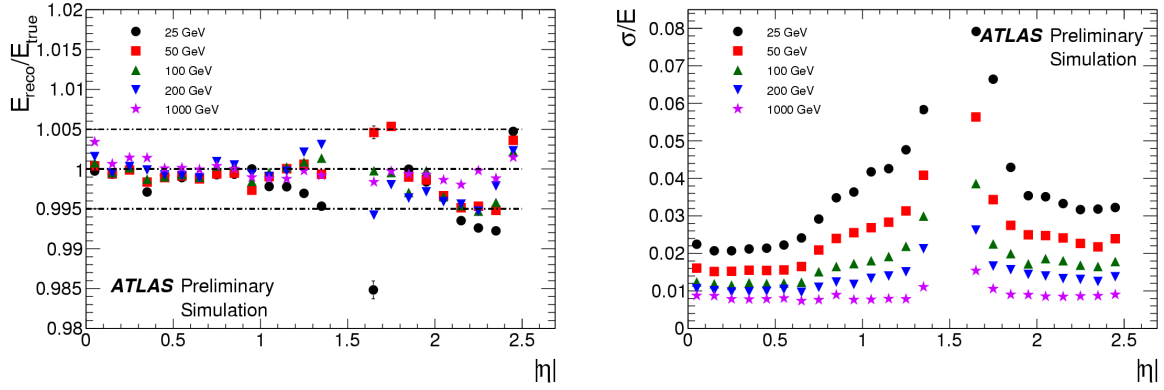 E_reco/E_true
1.02
1.015
1.01
1.005
1
0.995
0.99
0.985
0.98
25 GeV
50 GeV
100 GeV
200 GeV
1000 GeV
ATLAS Preliminary
Simulation
0 0.5 1 1.5 2 2.5
|η|
σ/E
0.08
0.07
0.06
0.05
0.04
0.03
0.02
0.01
0
25 GeV
50 GeV
100 GeV
200 GeV
1000 GeV
ATLAS Preliminary
Simulation
0 0.5 1 1.5 2 2.5
|η|